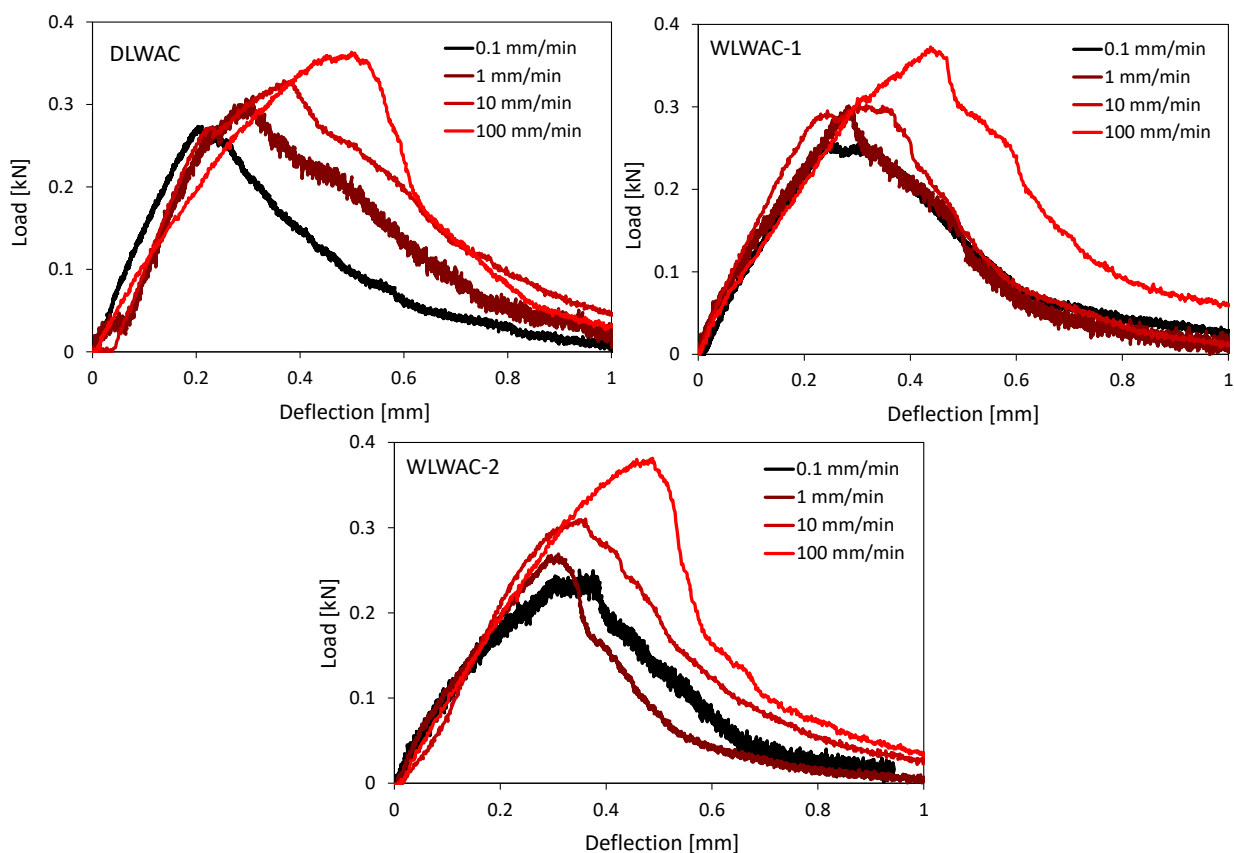 DLWAC
Load [kN]
0.4
0.3
0.2
0.1
0
0.1 mm/min
1 mm/min
10 mm/min
100 mm/min
0 0.2 0.4 0.6 0.8 1
Deflection [mm]
WLWAC-1
Load [kN]
0.4
0.3
0.2
0.1
0
0.1 mm/min
1 mm/min
10 mm/min
100 mm/min
0 0.2 0.4 0.6 0.8 1
Deflection [mm]
WLWAC-2
Load [kN]
0.4
0.3
0.2
0.1
0
0.1 mm/min
1 mm/min
10 mm/min
100 mm/min
0 0.2 0.4 0.6 0.8 1
Deflection [mm]